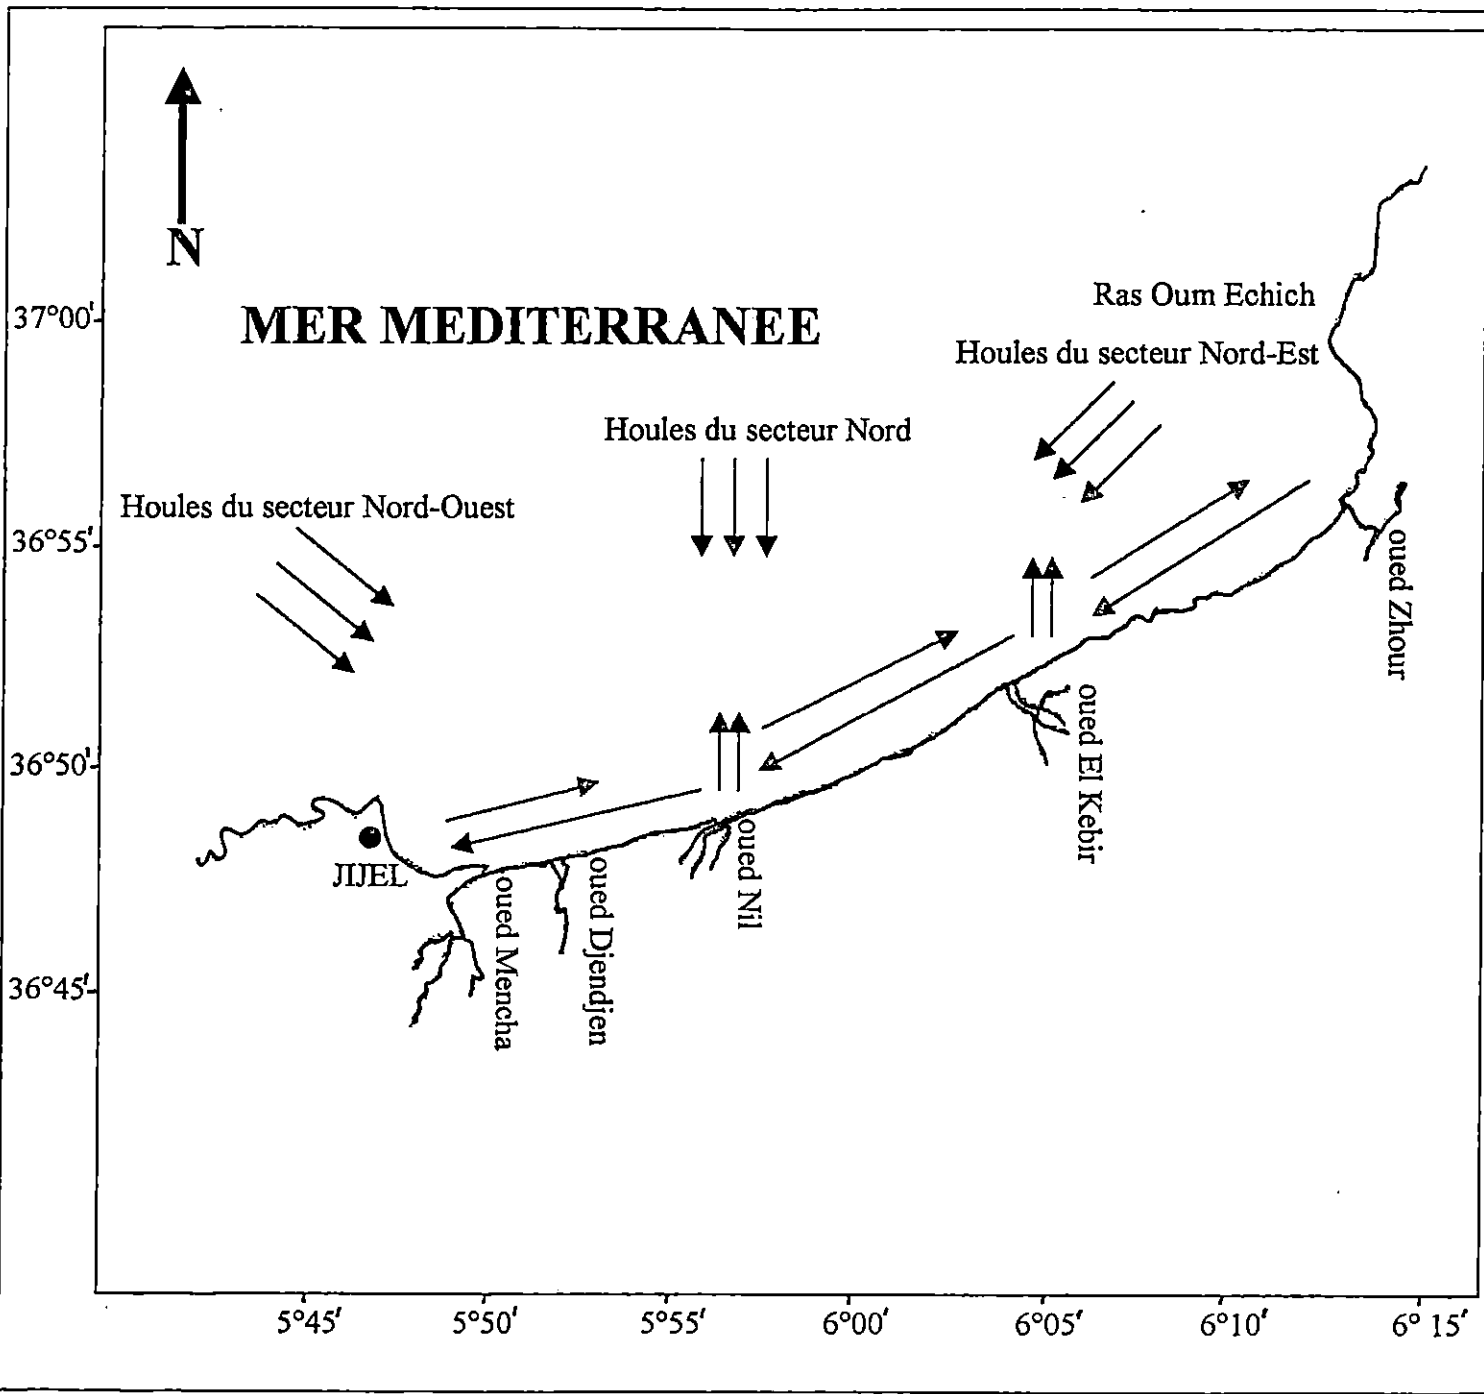 N
MER MEDITERRANEE
Ras Oum Echich
Houles du secteur Nord-Est
Houles du secteur Nord
Houles du secteur Nord-Ouest
37°00'
36°55'
36°50'
36°45'
oued Zhour
oued El Kebir
oued Nil
oued Djendjen
oued Mencha
JIJEL
5°45'
5°50'
5°55'
6°00'
6°05'
6°10'
6° 15'